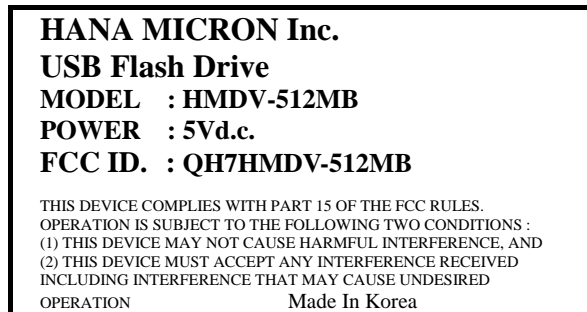 HANA MICRON Inc.
USB Flash Drive
MODEL : HMDV-512MB
POWER : 5Vd.c.
FCC ID. : QH7HMDV-512MB
THIS DEVICE COMPLIES WITH PART 15 OF THE FCC RULES.
OPERATION IS SUBJECT TO THE FOLLOWING TWO CONDITIONS :
(1) THIS DEVICE MAY NOT CAUSE HARMFUL INTERFERENCE, AND
(2) THIS DEVICE MUST ACCEPT ANY INTERFERENCE RECEIVED
INCLUDING INTERFERENCE THAT MAY CAUSE UNDESIRED
OPERATION Made In Korea